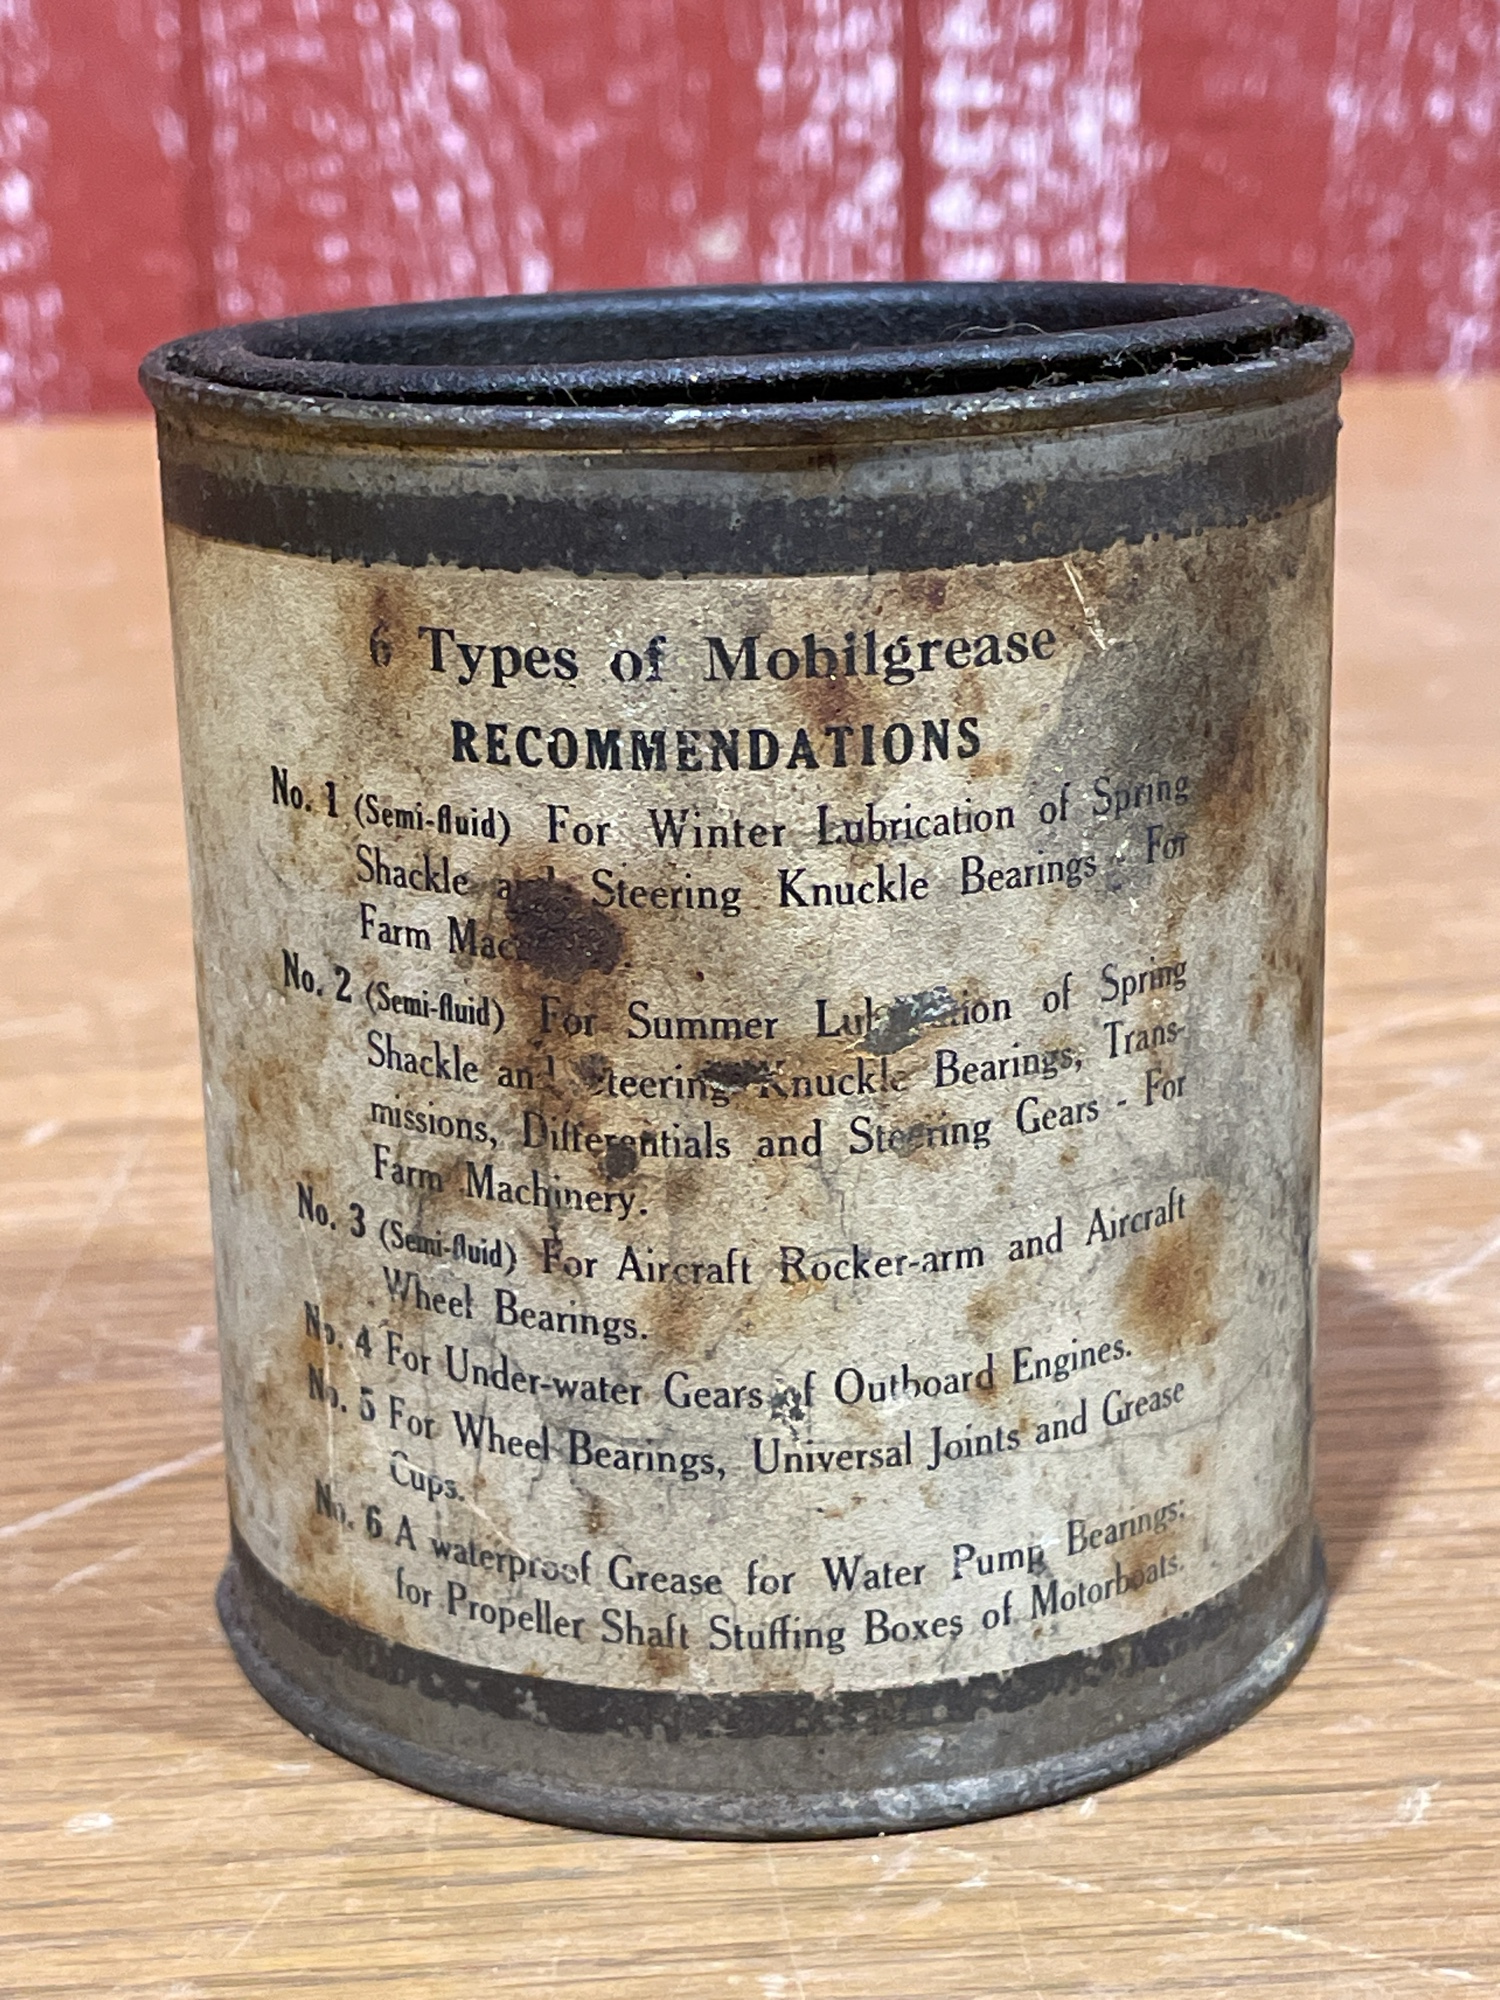 6 Types of Mobilgrease
RECOMMENDATIONS
No. 1 (Semi-fluid) For Winter Lubrication of Spring
Shackle and Steering Knuckle Bearings - For
Farm
No. 2 (Semi-fluid) For Summer Lubrication of Spring
Shackle and Steering Knuckle Bearings, Trans-
missions, Differentials and Steering Gears - For
Farm Machinery.
No. 3 (Semi-fluid) For Aircraft Rocker-arm and Aircraft
Wheel Bearings.
No. 4 For Under-water Gears of Outboard Engines.
No. 5 For Wheel Bearings, Universal Joints and Grease
Cups.
No. 6 A waterproof Grease for Water Pump Bearings;
for Propeller Shaft Stuffing Boxes of Motorboats.